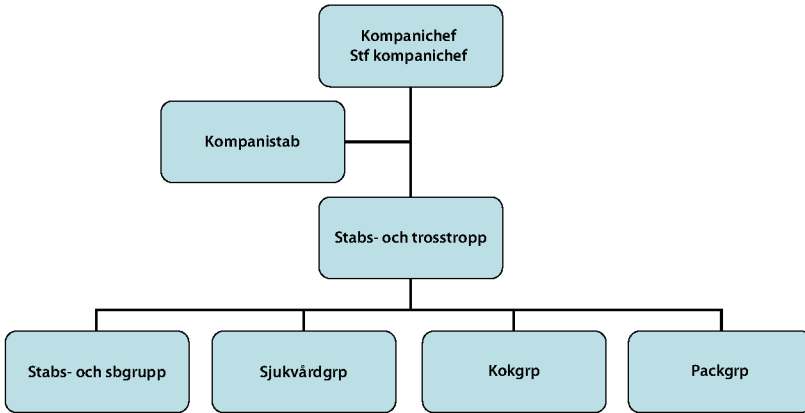 Kompanichef
Stf kompanichef
Kompanistab
Stabs- och trosstropp
Stabs- och sbgrupp
Sjukvårdgrp
Kokgrp
Packgrp